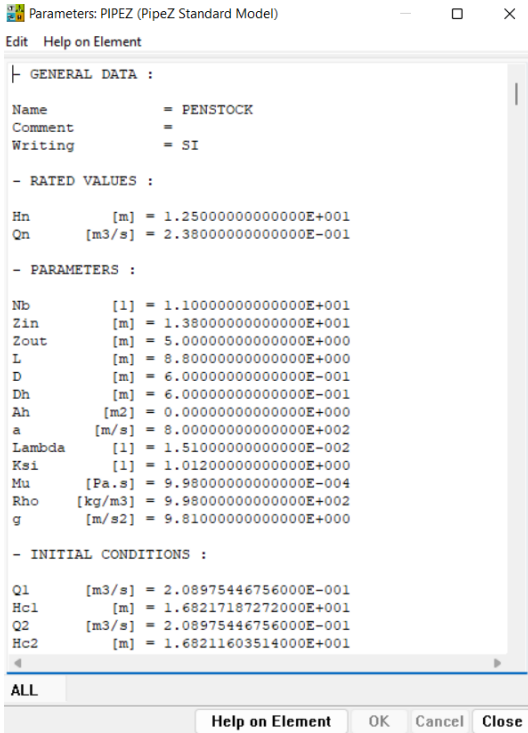 Parameters: PIPEZ (PipeZ Standard Model)
Edit Help on Element
- GENERAL DATA :
Name = PENSTOCK
Comment =
Writing = SI
- RATED VALUES :
Hn [m] = 1.25000000000000E+001
Qn [m3/s] = 2.38000000000000E-001
- PARAMETERS :
Nb [1] = 1.10000000000000E+001
Zin [m] = 1.38000000000000E+001
Zout [m] = 5.00000000000000E+000
L [m] = 8.80000000000000E+000
D [m] = 6.00000000000000E-001
Dh [m] = 6.00000000000000E-001
Ah [m2] = 0.00000000000000E+000
a [m/s] = 8.00000000000000E+002
Lambda [1] = 1.51000000000000E-002
Ksi [1] = 1.01200000000000E+000
Mu [Pa.s] = 9.98000000000000E-004
Rho [kg/m3] = 9.98000000000000E+002
g [m/s2] = 9.81000000000000E+000
- INITIAL CONDITIONS :
Q1 [m3/s] = 2.08975446756000E-001
Hc1 [m] = 1.68217187272000E+001
Q2 [m3/s] = 2.08975446756000E-001
Hc2 [m] = 1.68211603514000E+001
ALL
Help on Element OK Cancel Close